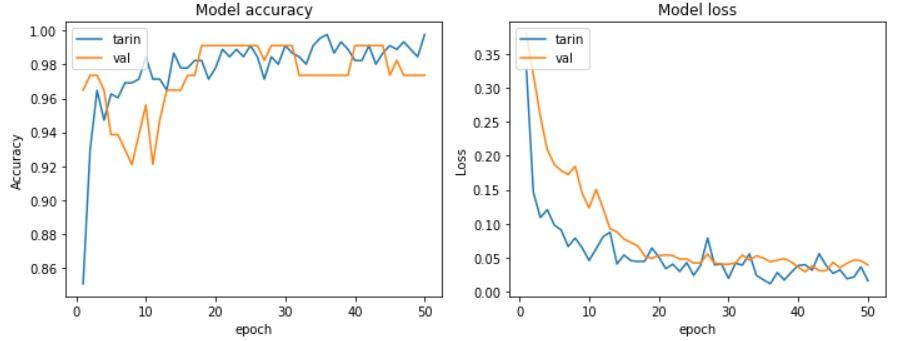 Model accuracy
tarin
val
1.00
0.98
0.96
0.94
0.92
0.90
0.88
0.86
Accuracy
0 10 20 30 40 50
epoch
Model loss
tarin
val
0.35
0.30
0.25
0.20
0.15
0.10
0.05
0.00
Loss
0 10 20 30 40 50
epoch